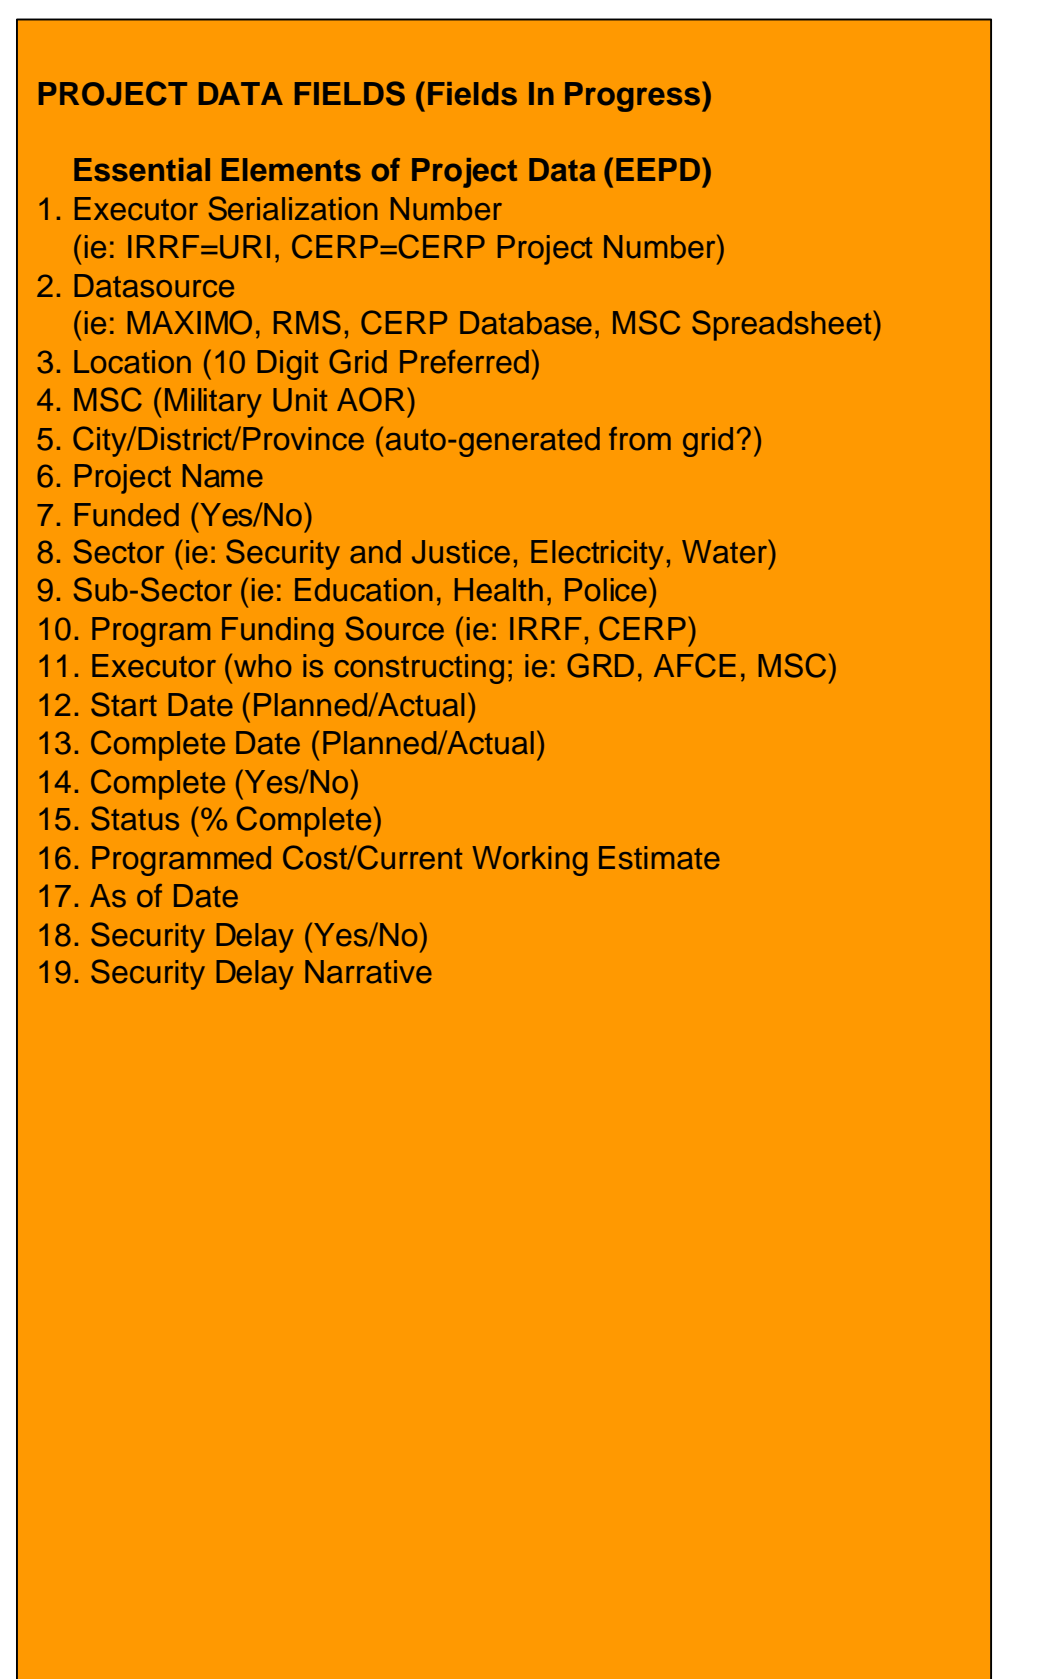 PROJECT DATA FIELDS (Fields In Progress)
Essential Elements of Project Data (EEPD)
1. Executor Serialization Number
(ie: IRRF=URI, CERP=CERP Project Number)
2. Datasource
(ie: MAXIMO, RMS, CERP Database, MSC Spreadsheet)
3. Location (10 Digit Grid Preferred)
4. MSC (Military Unit AOR)
5. City/District/Province (auto-generated from grid?)
6. Project Name
7. Funded (Yes/No)
8. Sector (ie: Security and Justice, Electricity, Water)
9. Sub-Sector (ie: Education, Health, Police)
10. Program Funding Source (ie: IRRF, CERP)
11. Executor (who is constructing; ie: GRD, AFCE, MSC)
12. Start Date (Planned/Actual)
13. Complete Date (Planned/Actual)
14. Complete (Yes/No)
15. Status (% Complete)
16. Programmed Cost/Current Working Estimate
17. As of Date
18. Security Delay (Yes/No)
19. Security Delay Narrative